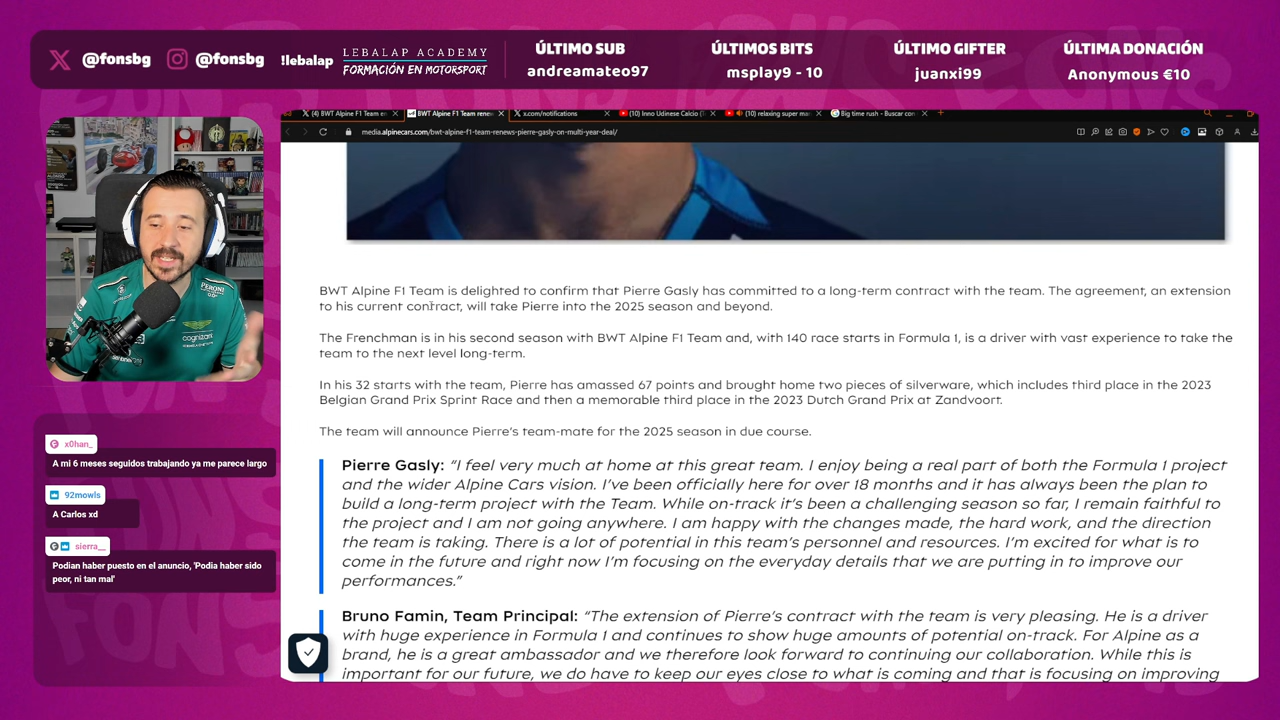 @fonsbg @fonsbg !lebalap LEBALAP ACADEMY
FORMACIÓN EN MOTORSPORT
ÚLTIMO SUB
andreamateo97
ÚLTIMOS BITS
msplay9 - 10
ÚLTIMO GIFTER
juanxi99
ÚLTIMA DONACIÓN
Anonymous €10
(4) BWT Alpine F1 Team e
BWT Alpine F1 Team rene
x.com/notifications
(10) Inno Udinese Calcio (
(10) relaxing super ma
Big time rush - Buscar co
media.alpinecars.com/bwt-alpine-f1-team-renews-pierre-gasly-on-multi-year-deal/
BWT Alpine F1 Team is delighted to confirm that Pierre Gasly has committed to a long-term contract with the team. The agreement, an extension
to his current contract, will take Pierre into the 2025 season and beyond.
The Frenchman is in his second season with BWT Alpine F1 Team and, with 140 race starts in Formula 1, is a driver with vast experience to take the
team to the next level long-term.
In his 32 starts with the team, Pierre has amassed 67 points and brought home two pieces of silverware, which includes third place in the 2023
Belgian Grand Prix Sprint Race and then a memorable third place in the 2023 Dutch Grand Prix at Zandvoort.
The team will announce Pierre's team-mate for the 2025 season in due course.
Pierre Gasly: “I feel very much at home at this great team. I enjoy being a real part of both the Formula 1 project
and the wider Alpine Cars vision. I've been officially here for over 18 months and it has always been the plan to
build a long-term project with the Team. While on-track it's been a challenging season so far, I remain faithful to
the project and I am not going anywhere. I am happy with the changes made, the hard work, and the direction
the team is taking. There is a lot of potential in this team's personnel and resources. I'm excited for what is to
come in the future and right now I'm focusing on the everyday details that we are putting in to improve our
performances.”
Bruno Famin, Team Principal: “The extension of Pierre's contract with the team is very pleasing. He is a driver
with huge experience in Formula 1 and continues to show huge amounts of potential on-track. For Alpine as a
brand, he is a great ambassador and we therefore look forward to continuing our collaboration. While this is
important for our future, we do have to keep our eyes close to what is coming and that is focusing on improving
PERONI
0.0%
cognizant
x0han_
A mi 6 meses seguidos trabajando ya me parece largo
92mowls
A Carlos xd
sierra__
Podian haber puesto en el anuncio, 'Podia haber sido
peor, ni tan mal'